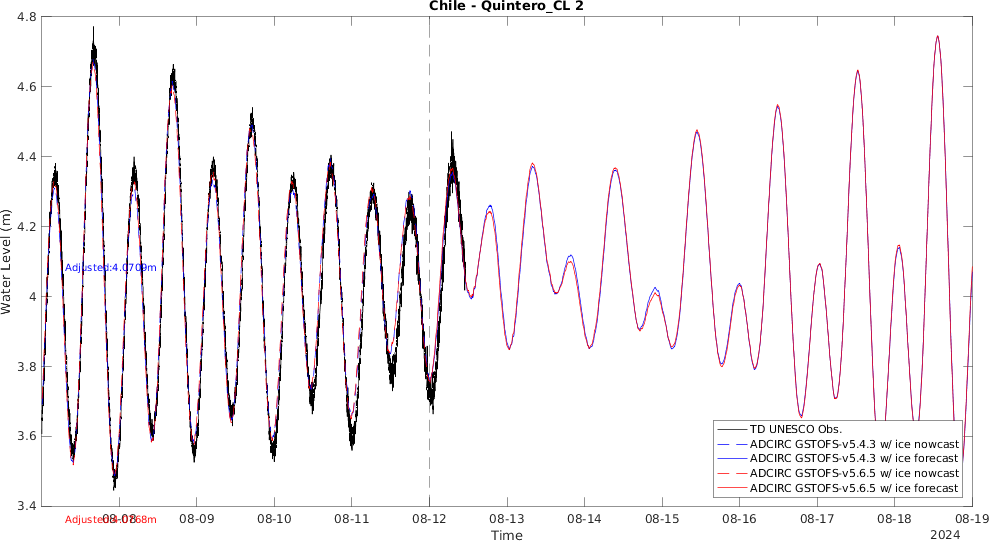 Chile - Quintero_CL 2
4.8
4.6
4.4
4.2
4
3.8
3.6
3.4
Water Level (m)
Adjusted:4.0709m
TD UNESCO Obs.
ADCIRC GSTOFS-v5.4.3 w/ ice nowcast
ADCIRC GSTOFS-v5.4.3 w/ ice forecast
ADCIRC GSTOFS-v5.6.5 w/ ice nowcast
ADCIRC GSTOFS-v5.6.5 w/ ice forecast
08-08 08-09 08-10 08-11 08-12 08-13 08-14 08-15 08-16 08-17 08-18 08-19
Time
2024